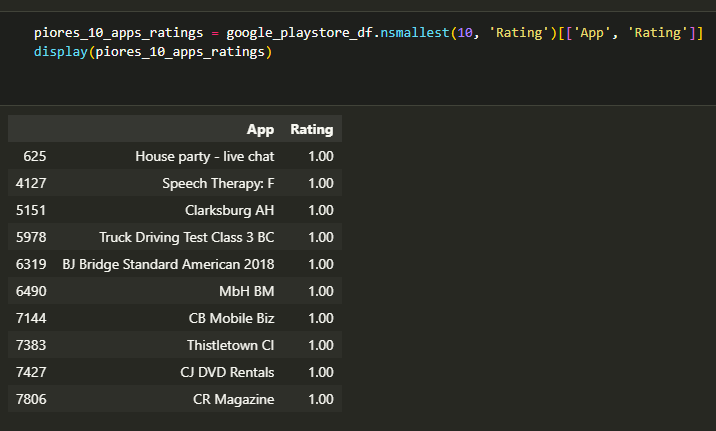 piores_10_apps_ratings = google_playstore_df.nsmallest(10, 'Rating')[['App', 'Rating']]
display(piores_10_apps_ratings)
App Rating
625 House party - live chat 1.00
4127 Speech Therapy: F 1.00
5151 Clarksburg AH 1.00
5978 Truck Driving Test Class 3 BC 1.00
6319 BJ Bridge Standard American 2018 1.00
6490 MbH BM 1.00
7144 CB Mobile Biz 1.00
7383 Thistletown CI 1.00
7427 CJ DVD Rentals 1.00
7806 CR Magazine 1.00